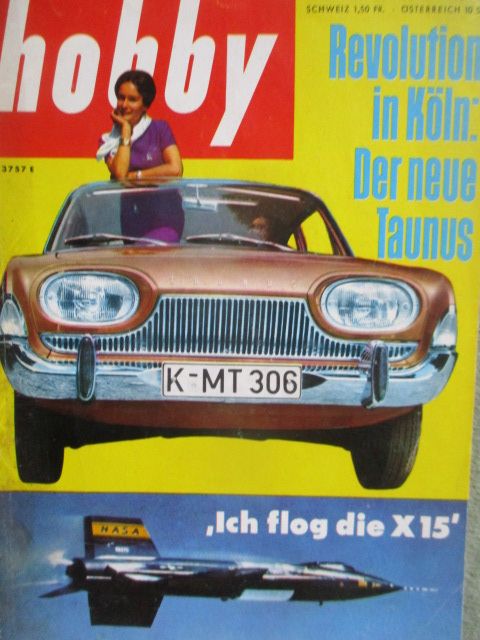 SCHWEIZ 1,50 FR. · ÖSTERREICH 10 S
hobby
Revolution
in Köln:
Der neue
Taunus
3757 E
K-MT 306
NASA
‚Ich flog die X 15‘